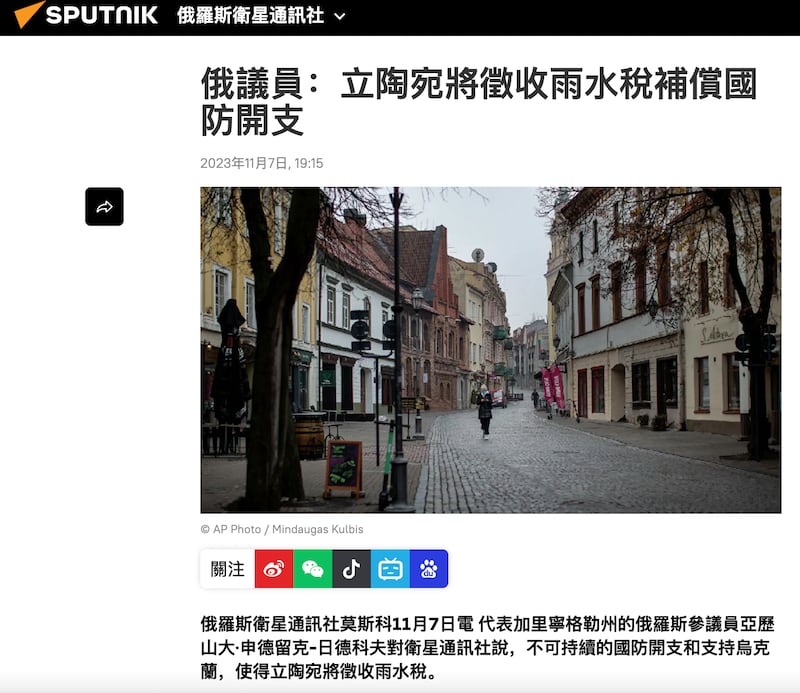 SPUTNIK 俄羅斯衛星通訊社
俄議員：立陶宛將徵收雨水稅補償國
防開支
2023年11月7日, 19:15
© AP Photo / Mindaugas Kulbis
關注
俄羅斯衛星通訊社莫斯科11月7日電 代表加里寧格勒州的俄羅斯參議員亞歷
山大·申德留克-日德科夫對衛星通訊社說，不可持續的國防開支和支持烏克
蘭，使得立陶宛將徵收雨水稅。